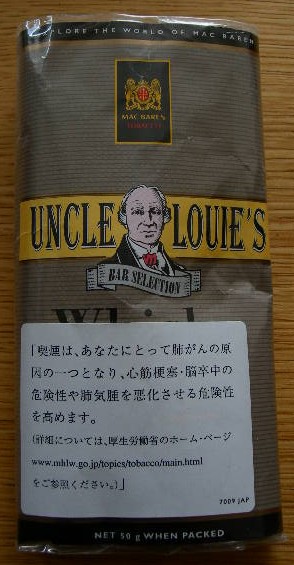 EXPLORE THE WORLD OF MAC BAREN
MAC BAREN
TOBACCO
UNCLE LOUIE'S
BAR SELECTION
「喫煙は、あなたにとって肺がんの原
因の一つとなり、心筋梗塞・脳卒中の
危険性や肺気腫を悪化させる危険性
を高めます。
(詳細については、厚生労働省のホーム・ページ
www.mhlw.go.jp/topics/tobacco/main.html
をご参照ください。)」
7009 JAP
NET 50 g WHEN PACKED